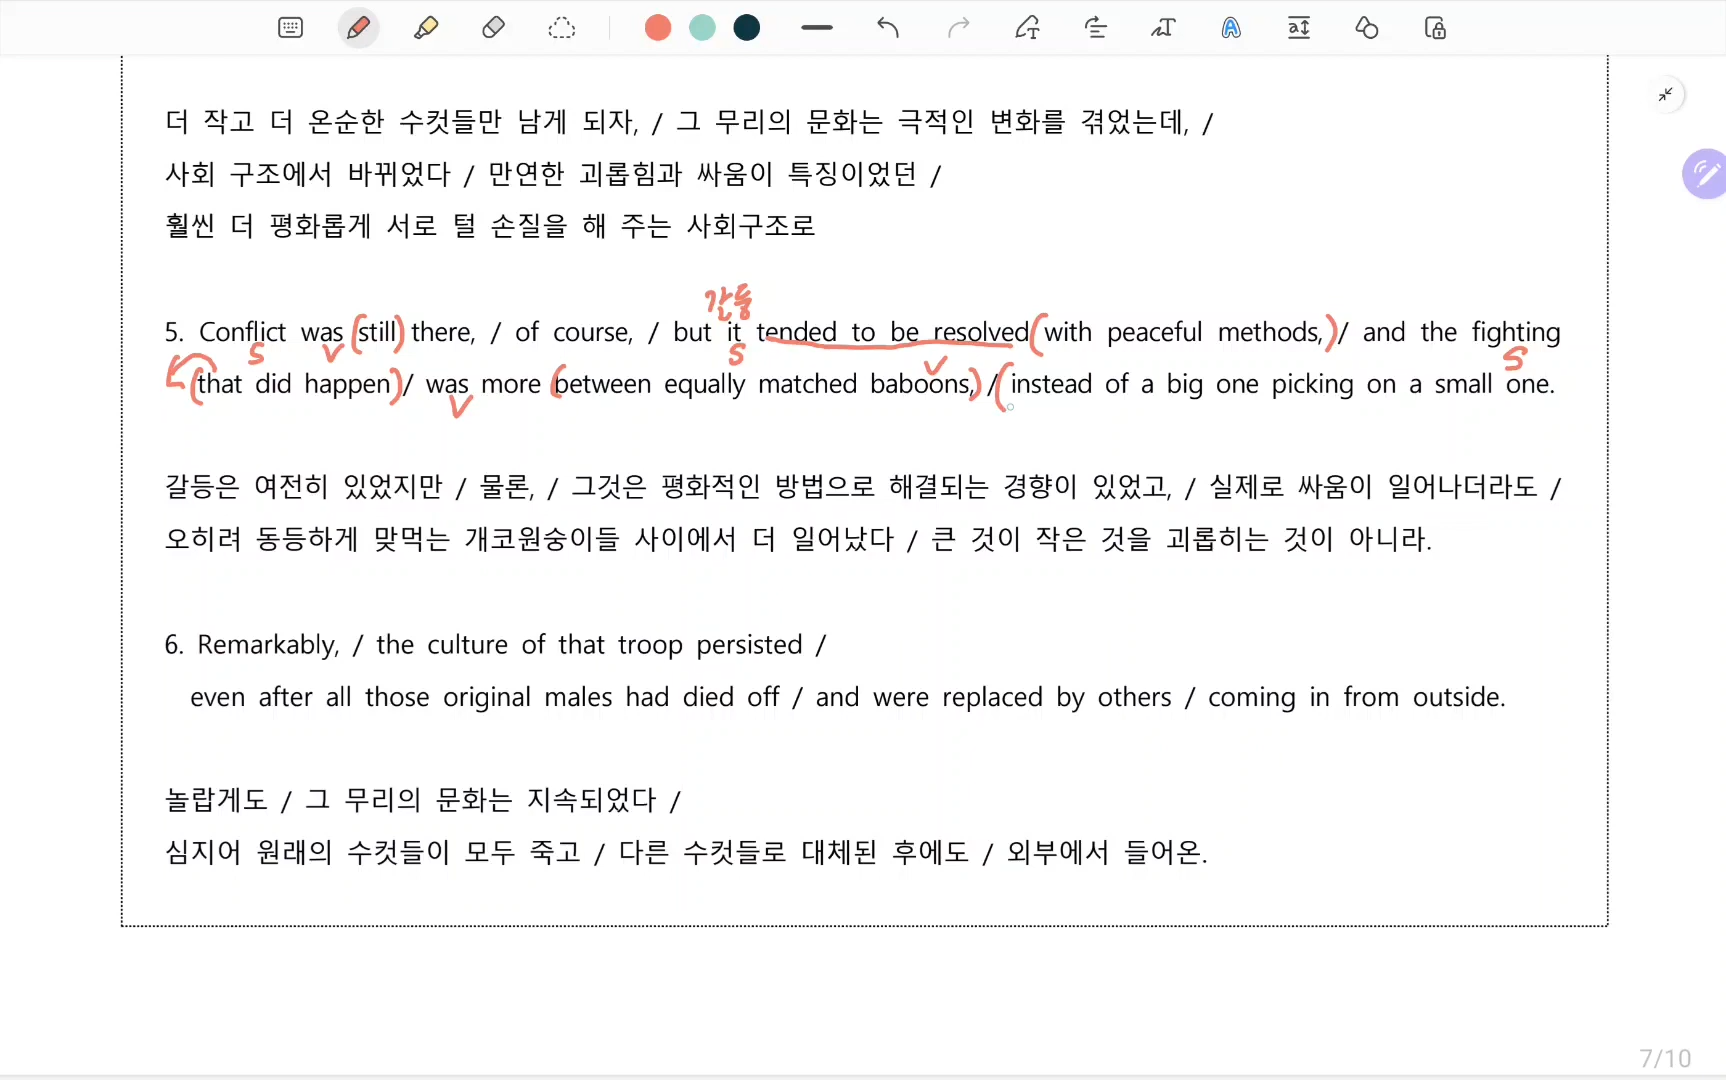 더 작고 더 온순한 수컷들만 남게 되자, / 그 무리의 문화는 극적인 변화를 겪었는데, /
사회 구조에서 바뀌었다 / 만연한 괴롭힘과 싸움이 특징이었던 /
훨씬 더 평화롭게 서로 털 손질을 해 주는 사회구조로
갈등
5. Conflict was (still) there, / of course, / but it tended to be resolved (with peaceful methods,) / and the fighting
S V S V S
(that did happen) / was more (between equally matched baboons,) / (instead of a big one picking on a small one.
V
갈등은 여전히 있었지만 / 물론, / 그것은 평화적인 방법으로 해결되는 경향이 있었고, / 실제로 싸움이 일어나더라도 /
오히려 동등하게 맞먹는 개코원숭이들 사이에서 더 일어났다 / 큰 것이 작은 것을 괴롭히는 것이 아니라.
6. Remarkably, / the culture of that troop persisted /
even after all those original males had died off / and were replaced by others / coming in from outside.
놀랍게도 / 그 무리의 문화는 지속되었다 /
심지어 원래의 수컷들이 모두 죽고 / 다른 수컷들로 대체된 후에도 / 외부에서 들어온.
7/10